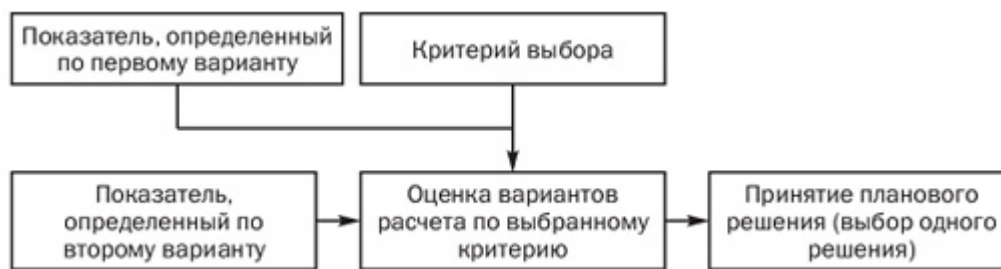 Показатель, определенный
по первому варианту
Критерий выбора
Показатель,
определенный по
второму варианту
Оценка вариантов
расчета по выбранному
критерию
Принятие планового
решения (выбор одного
решения)